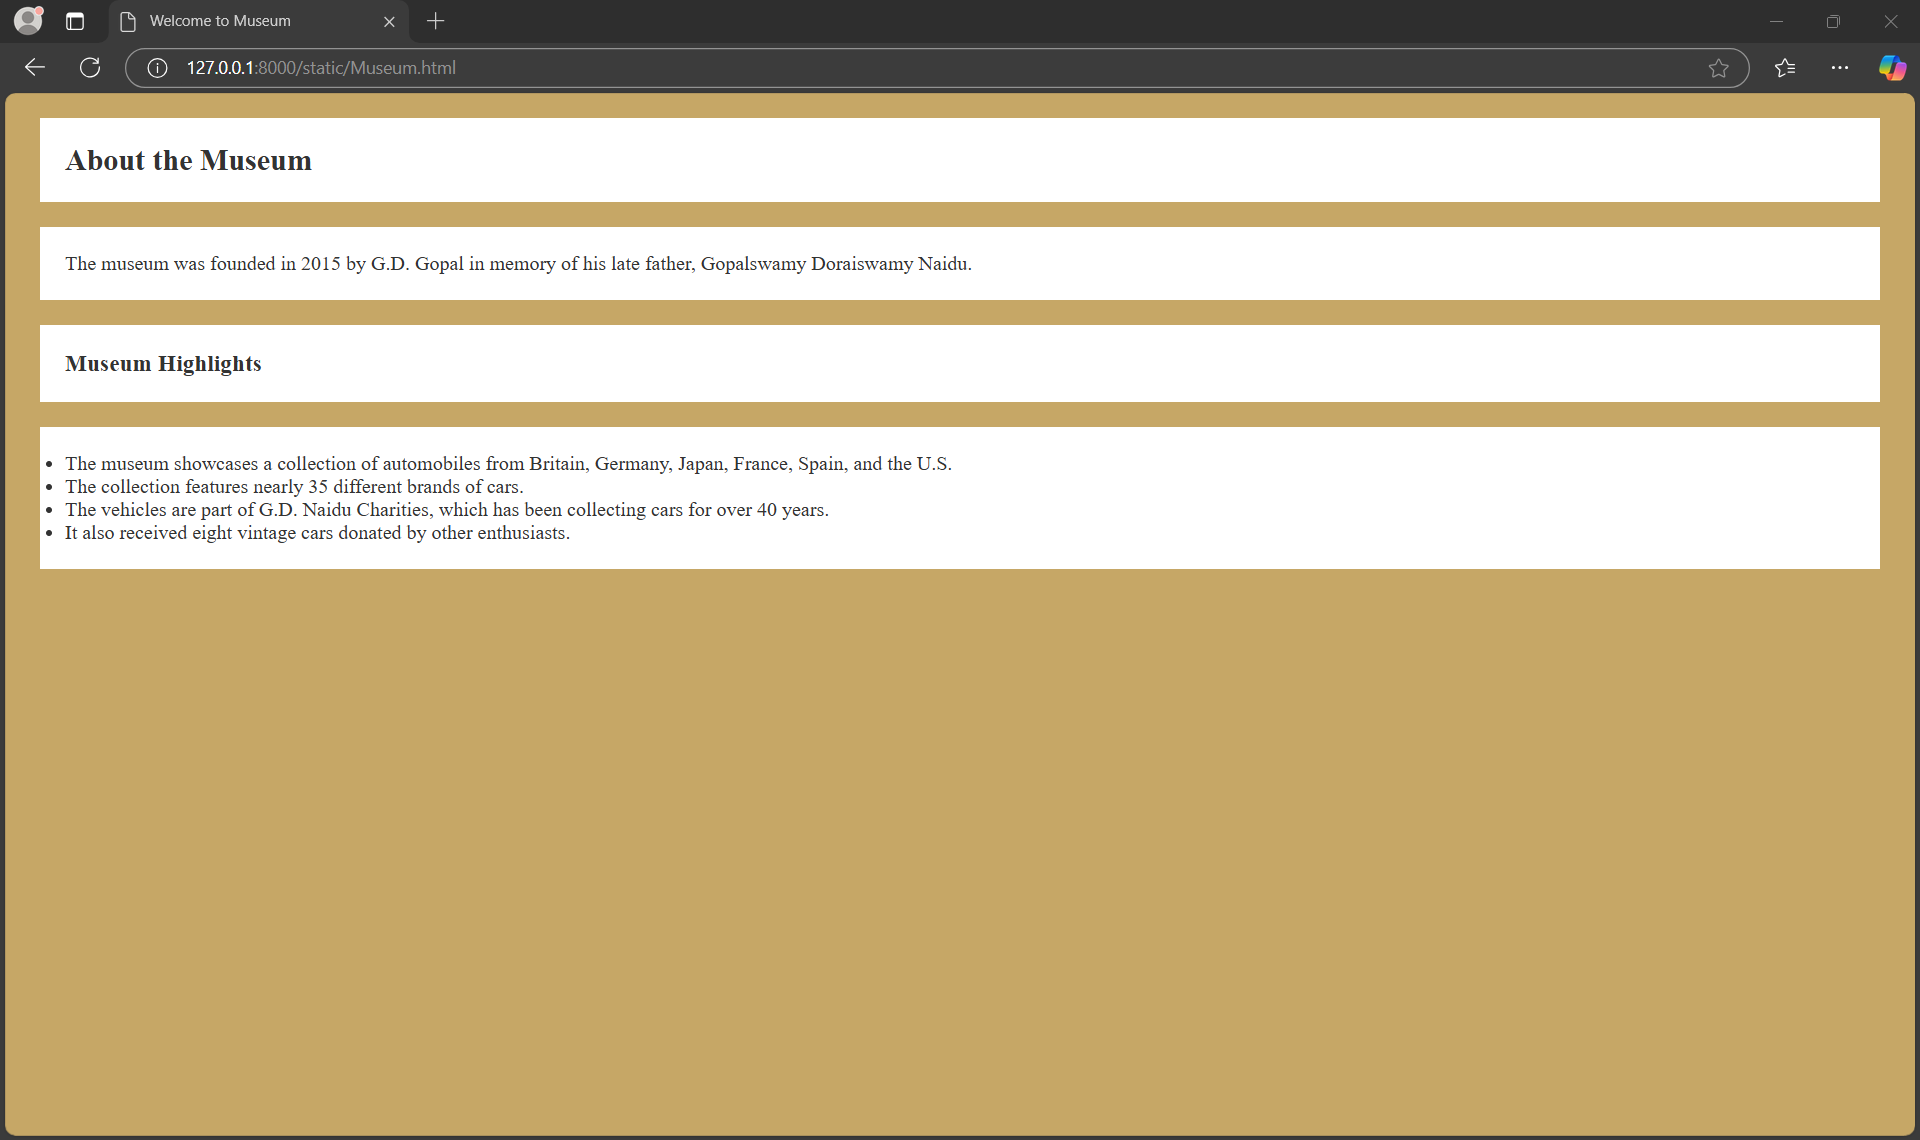 Welcome to Museum
127.0.0.1:8000/static/Museum.html
About the Museum
The museum was founded in 2015 by G.D. Gopal in memory of his late father, Gopalswamy Doraiswamy Naidu.
Museum Highlights
• The museum showcases a collection of automobiles from Britain, Germany, Japan, France, Spain, and the U.S.
• The collection features nearly 35 different brands of cars.
• The vehicles are part of G.D. Naidu Charities, which has been collecting cars for over 40 years.
• It also received eight vintage cars donated by other enthusiasts.